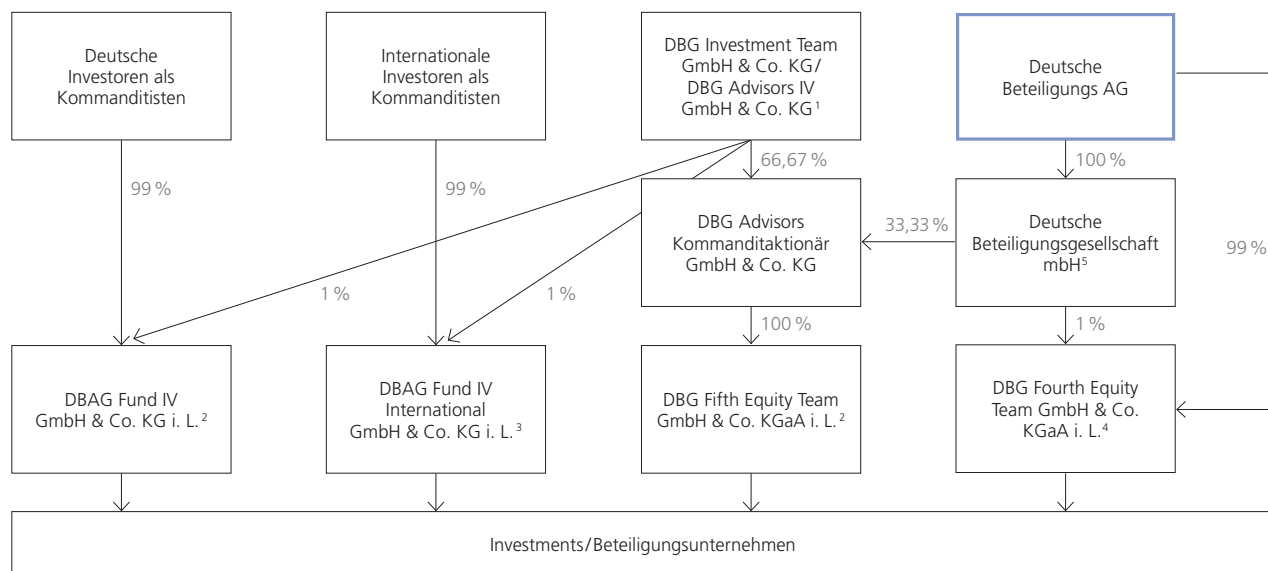 Deutsche
Investoren als
Kommanditisten
Internationale
Investoren als
Kommanditisten
DBG Investment Team
GmbH & Co. KG/
DBG Advisors IV
GmbH & Co. KG 1
Deutsche
Beteiligungs AG
99 %
99 %
66,67 %
100 %
DBG Advisors
Kommanditaktionär
GmbH & Co. KG
33,33 %
Deutsche
Beteiligungsgesellschaft
mbH5
99 %
1 %
1 %
100 %
1 %
DBAG Fund IV
GmbH & Co. KG i. L. 2
DBAG Fund IV
International
GmbH & Co. KG i. L. 3
DBG Fifth Equity Team
GmbH & Co. KGaA i. L. 2
DBG Fourth Equity
Team GmbH & Co.
KGaA i. L.4
Investments/Beteiligungsunternehmen